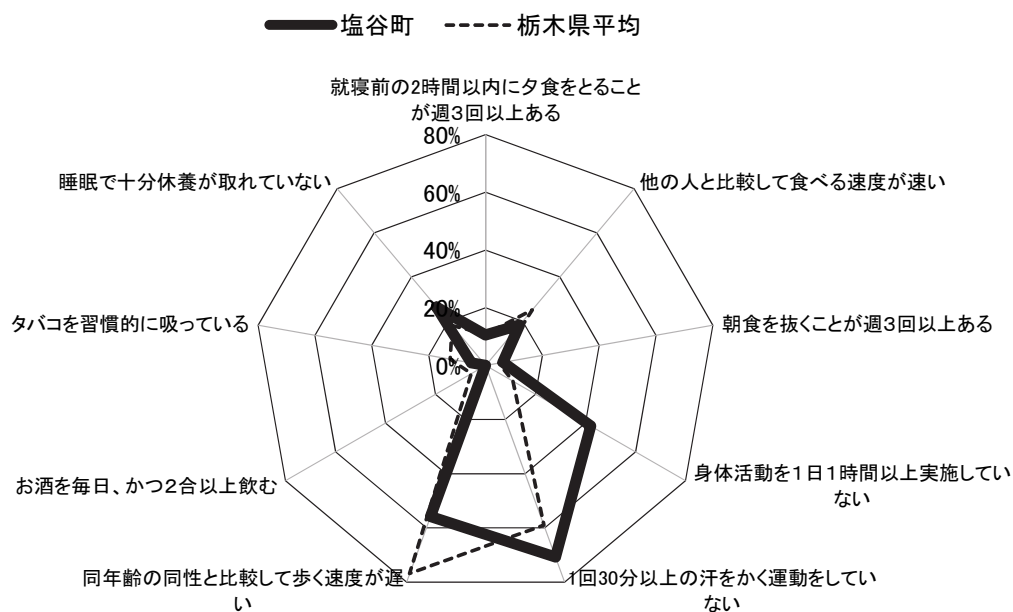 塩谷町 栃木県平均
就寝前の2時間以内に夕食をとること
が週3回以上ある
80%
睡眠で十分休養が取れていない
他の人と比較して食べる速度が速い
60%
40%
20%
タバコを習慣的に吸っている
朝食を抜くことが週3回以上ある
0%
お酒を毎日、かつ2合以上飲む
身体活動を1日1時間以上実施してい
ない
同年齢の同性と比較して歩く速度が遅
い
1回30分以上の汗をかく運動をしてい
ない